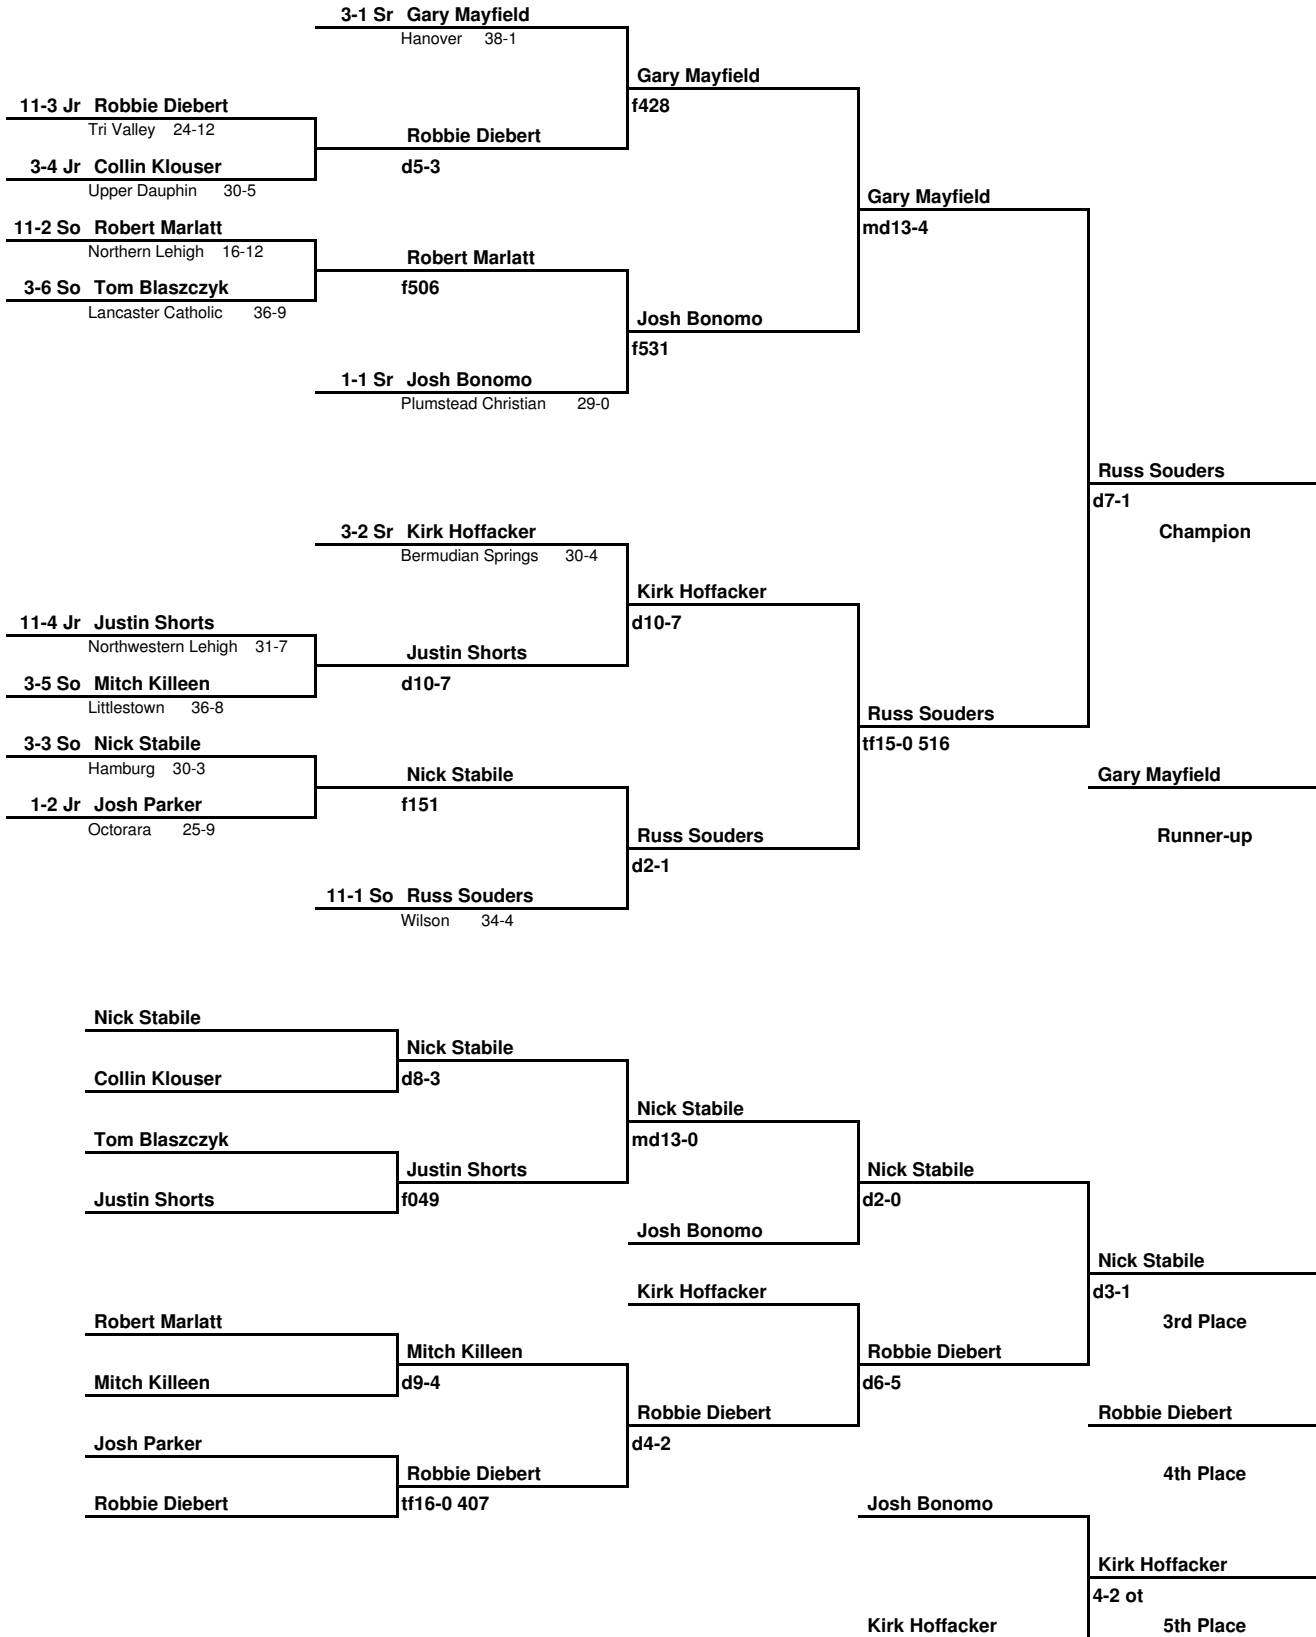 3-1 Sr Gary Mayfield
Hanover 38-1
Gary Mayfield
11-3 Jr Robbie Diebert
f428
Tri Valley 24-12
Robbie Diebert
3-4 Jr Collin Klouser
d5-3
Upper Dauphin 30-5
Gary Mayfield
11-2 So Robert Marlatt
md13-4
Northern Lehigh 16-12
Robert Marlatt
3-6 So Tom Blaszczyk
f506
Lancaster Catholic 36-9
Josh Bonomo
f531
1-1 Sr Josh Bonomo
Plumstead Christian 29-0
Russ Souders
d7-1
3-2 Sr Kirk Hoffacker
Champion
Bermudian Springs 30-4
Kirk Hoffacker
11-4 Jr Justin Shorts
d10-7
Northwestern Lehigh 31-7
Justin Shorts
3-5 So Mitch Killeen
d10-7
Littlestown 36-8
Russ Souders
3-3 So Nick Stabile
tf15-0 516
Hamburg 30-3
Nick Stabile
Gary Mayfield
1-2 Jr Josh Parker
f151
Octorara 25-9
Russ Souders
Runner-up
d2-1
11-1 So Russ Souders
Wilson 34-4
Nick Stabile
Nick Stabile
Collin Klouser
d8-3
Nick Stabile
Tom Blaszczyk
md13-0
Justin Shorts
Nick Stabile
Justin Shorts
f049
d2-0
Josh Bonomo
Nick Stabile
Kirk Hoffacker
d3-1
Robert Marlatt
3rd Place
Mitch Killeen
Robbie Diebert
Mitch Killeen
d9-4
d6-5
Robbie Diebert
Robbie Diebert
Josh Parker
d4-2
Robbie Diebert
4th Place
Robbie Diebert
tf16-0 407
Josh Bonomo
Kirk Hoffacker
4-2 ot
Kirk Hoffacker
5th Place